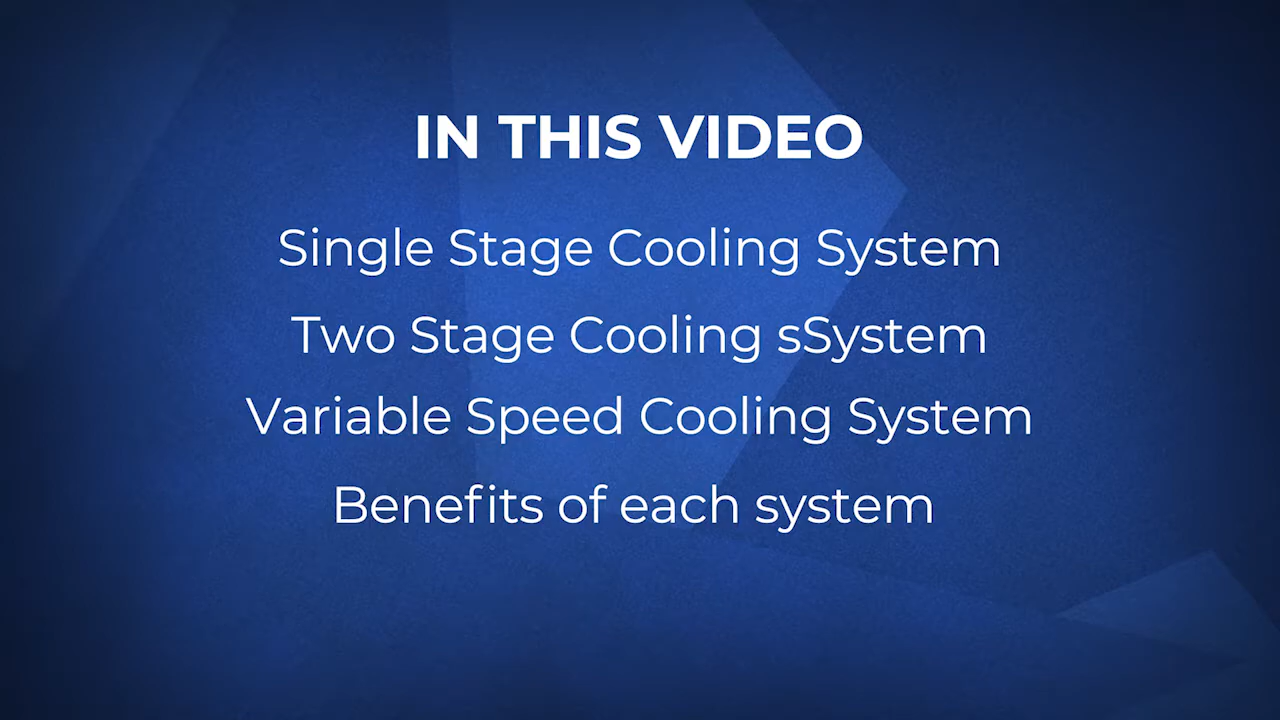 IN THIS VIDEO
Single Stage Cooling System
Two Stage Cooling sSystem
Variable Speed Cooling System
Benefits of each system